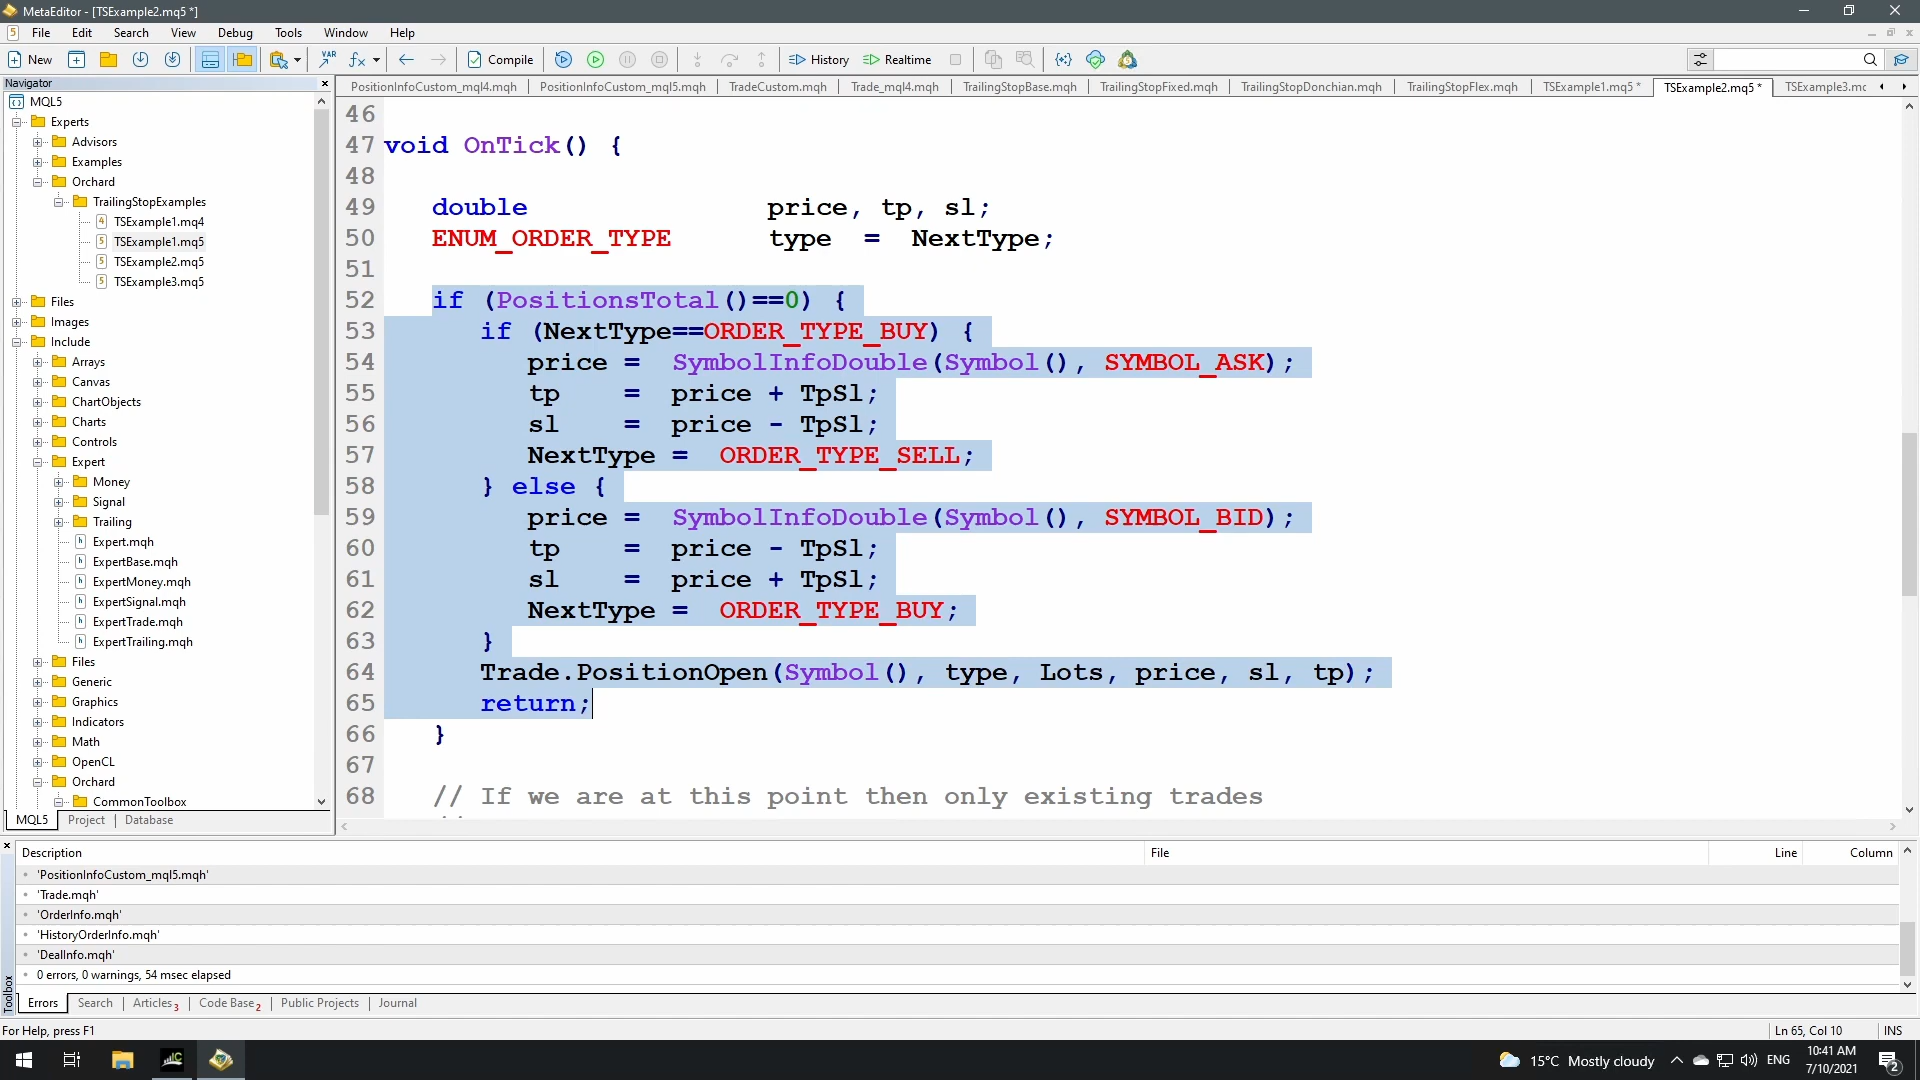 MetaEditor - [TSExample2.mq5 *]
File Edit Search View Debug Tools Window Help
New VAR Compile History Realtime
Navigator
PositionInfoCustom_mql4.mqh PositionInfoCustom_mql5.mqh TradeCustom.mqh Trade_mql4.mqh TrailingStopBase.mqh TrailingStopFixed.mqh TrailingStopDonchian.mqh TrailingStopFlex.mqh TSExample1.mq5 * TSExample2.mq5 * TSExample3.mc
MQL5
Experts
Advisors
Examples
Orchard
TrailingStopExamples
TSExample1.mq4
TSExample1.mq5
TSExample2.mq5
TSExample3.mq5
Files
Images
Include
Arrays
Canvas
ChartObjects
Charts
Controls
Expert
Money
Signal
Trailing
Expert.mqh
ExpertBase.mqh
ExpertMoney.mqh
ExpertSignal.mqh
ExpertTrade.mqh
ExpertTrailing.mqh
Files
Generic
Graphics
Indicators
Math
OpenCL
Orchard
CommonToolbox
MQL5 Project Database
46
47 void OnTick() {
48
49 double price, tp, sl;
50 ENUM_ORDER_TYPE type = NextType;
51
52 if (PositionsTotal()==0) {
53 if (NextType==ORDER_TYPE_BUY) {
54 price = SymbolInfoDouble(Symbol(), SYMBOL_ASK);
55 tp = price + TpSl;
56 sl = price - TpSl;
57 NextType = ORDER_TYPE_SELL;
58 } else {
59 price = SymbolInfoDouble(Symbol(), SYMBOL_BID);
60 tp = price - TpSl;
61 sl = price + TpSl;
62 NextType = ORDER_TYPE_BUY;
63 }
64 Trade.PositionOpen(Symbol(), type, Lots, price, sl, tp);
65 return;
66 }
67
68 // If we are at this point then only existing trades
Description File Line Column
'PositionInfoCustom_mql5.mqh'
'Trade.mqh'
'OrderInfo.mqh'
'HistoryOrderInfo.mqh'
'DealInfo.mqh'
0 errors, 0 warnings, 54 msec elapsed
Toolbox
Errors Search Articles 3 Code Base 2 Public Projects Journal
For Help, press F1 Ln 65, Col 10 INS
15°C Mostly cloudy ENG 10:41 AM
7/10/2021
2